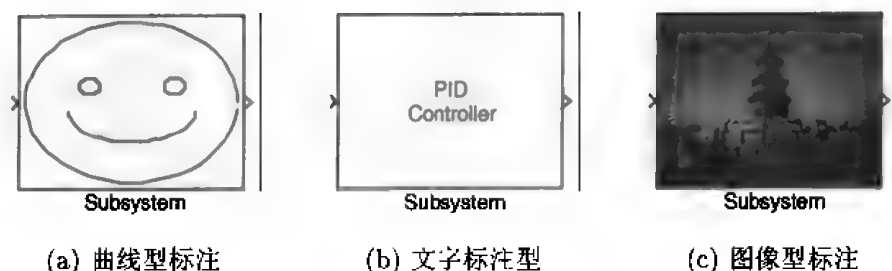 PID
Controller
Subsystem
Subsystem
Subsystem
(a) 曲线型标注
(b) 文字标注型
(c) 图像型标注